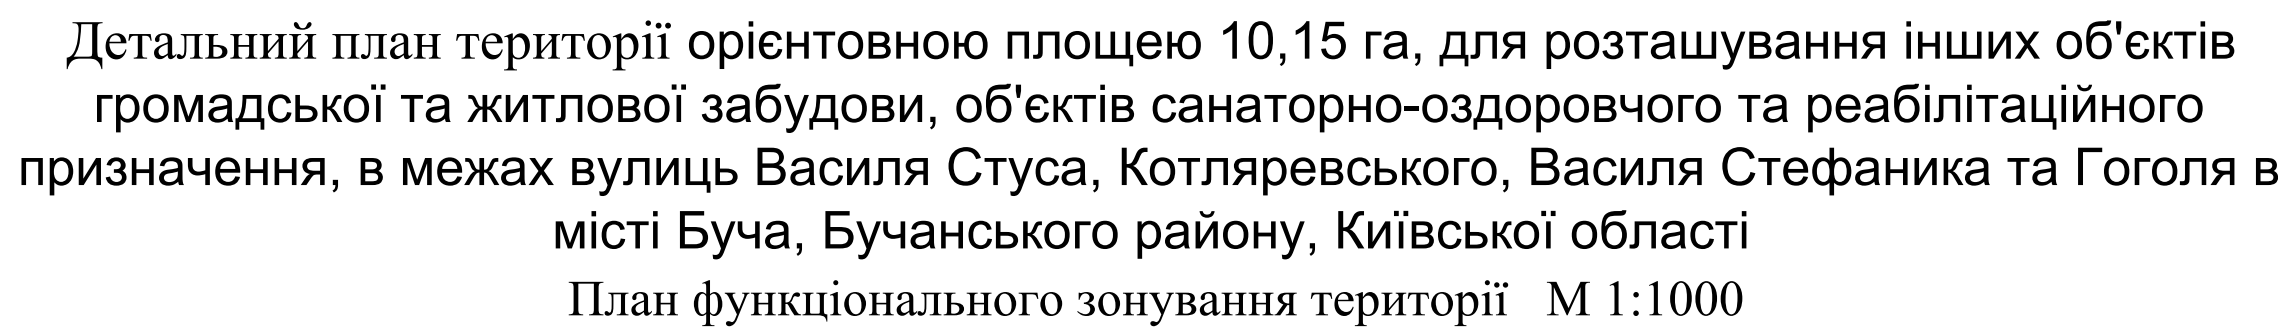 Детальний план території орієнтовною площею 10,15 га, для розташування інших об'єктів
громадської та житлової забудови, об'єктів санаторно-оздоровчого та реабілітаційного
призначення, в межах вулиць Василя Стуса, Котляревського, Василя Стефаника та Гоголя в
місті Буча, Бучанського району, Київської області
План функціонального зонування території М 1:1000